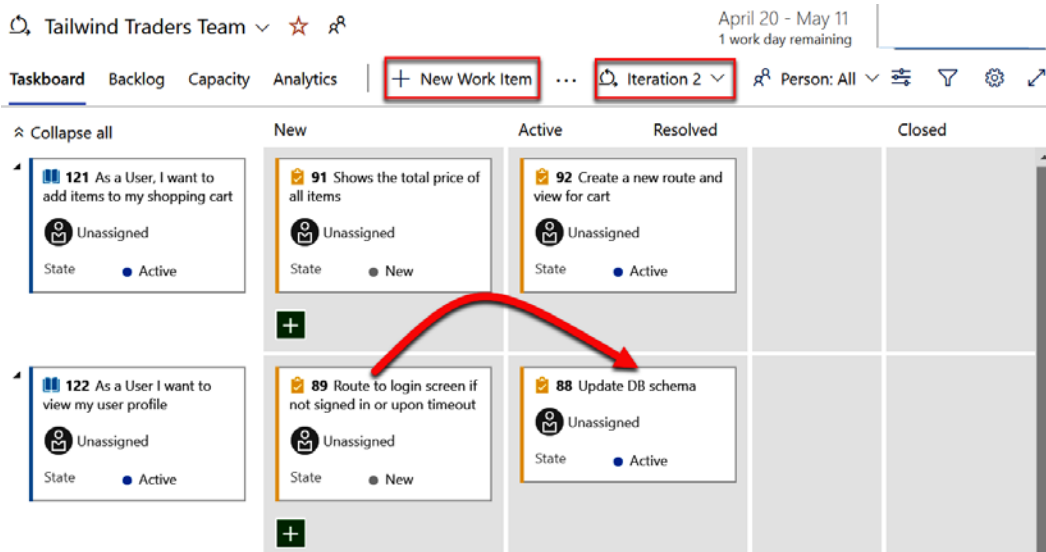 Tailwind Traders Team
April 20 - May 11
1 work day remaining
Taskboard Backlog Capacity Analytics + New Work Item ... Iteration 2 Person: All
Collapse all New Active Resolved Closed
121 As a User, I want to
add items to my shopping cart
Unassigned
State Active
91 Shows the total price of
all items
Unassigned
State New
92 Create a new route and
view for cart
Unassigned
State Active
122 As a User I want to
view my user profile
Unassigned
State Active
89 Route to login screen if
not signed in or upon timeout
Unassigned
State New
88 Update DB schema
Unassigned
State Active